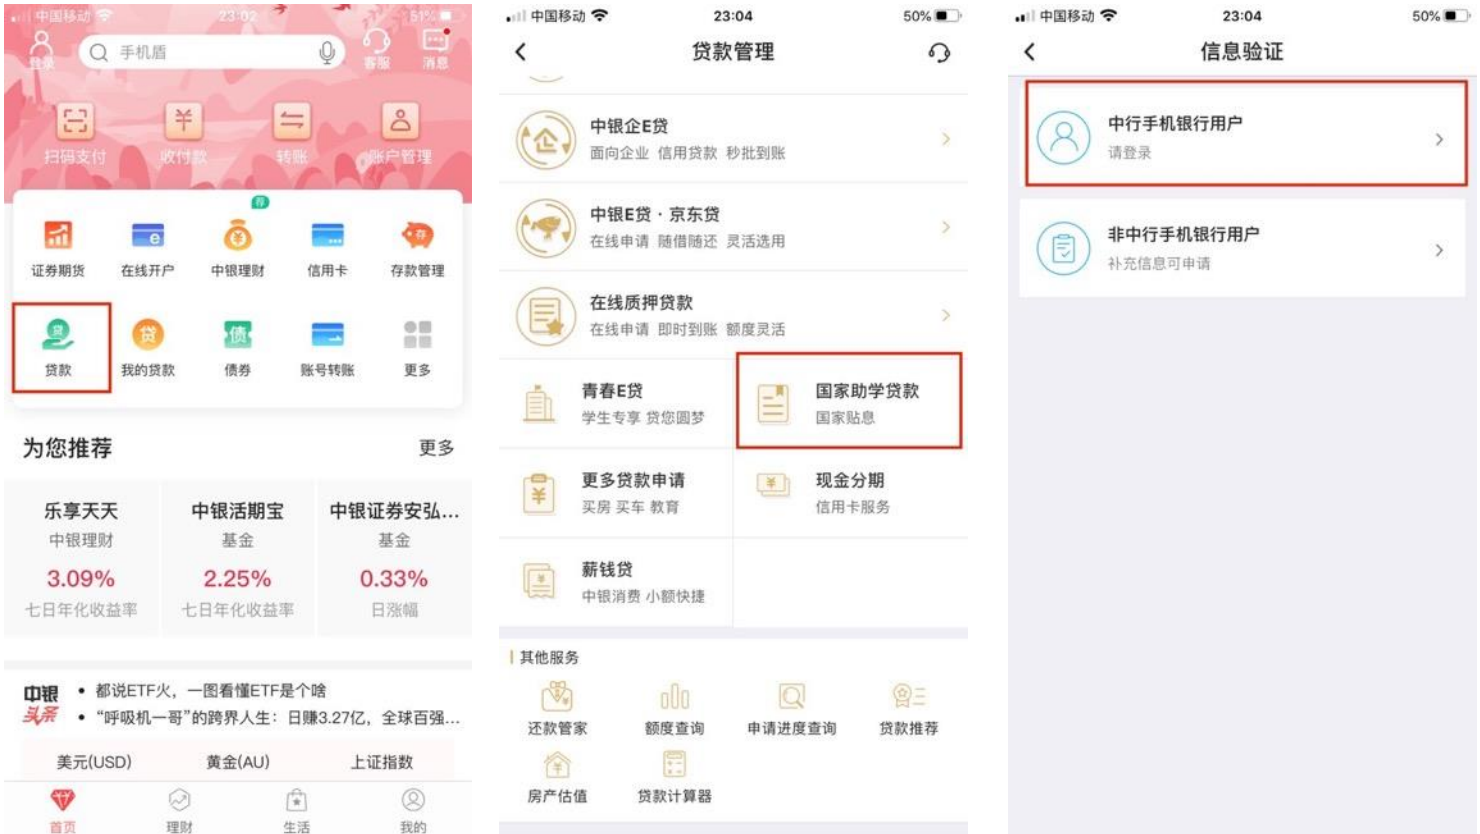 中国移动
23:02
51%
登录
手机盾
客服
消息
扫码支付
收付款
转账
账户管理
荐
证券期货
在线开户
中银理财
信用卡
存款管理
贷款
我的贷款
债券
账号转账
更多
为您推荐
更多
乐享天天
中银理财
3.09%
七日年化收益率
中银活期宝
基金
2.25%
七日年化收益率
中银证券安弘...
基金
0.33%
日涨幅
中银
头条
• 都说ETF火，一图看懂ETF是个啥
• “呼吸机一哥”的跨界人生：日赚3.27亿，全球百强...
美元(USD)
黄金(AU)
上证指数
首页
理财
生活
我的
中国移动
23:04
50%
贷款管理
中银企E贷
面向企业 信用贷款 秒批到账
中银E贷 · 京东贷
在线申请 随借随还 灵活选用
在线质押贷款
在线申请 即时到账 额度灵活
青春E贷
学生专享 贷您圆梦
国家助学贷款
国家贴息
更多贷款申请
买房 买车 教育
现金分期
信用卡服务
薪钱贷
中银消费 小额快捷
其他服务
还款管家
额度查询
申请进度查询
贷款推荐
房产估值
贷款计算器
中国移动
23:04
50%
信息验证
中行手机银行用户
请登录
非中行手机银行用户
补充信息可申请